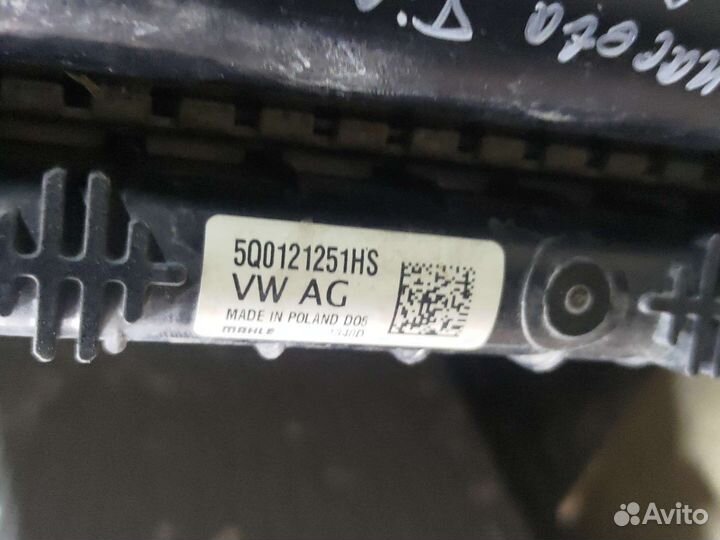 5Q0121251HS
VW AG
MADE IN POLAND D05
MAHLE
Avito